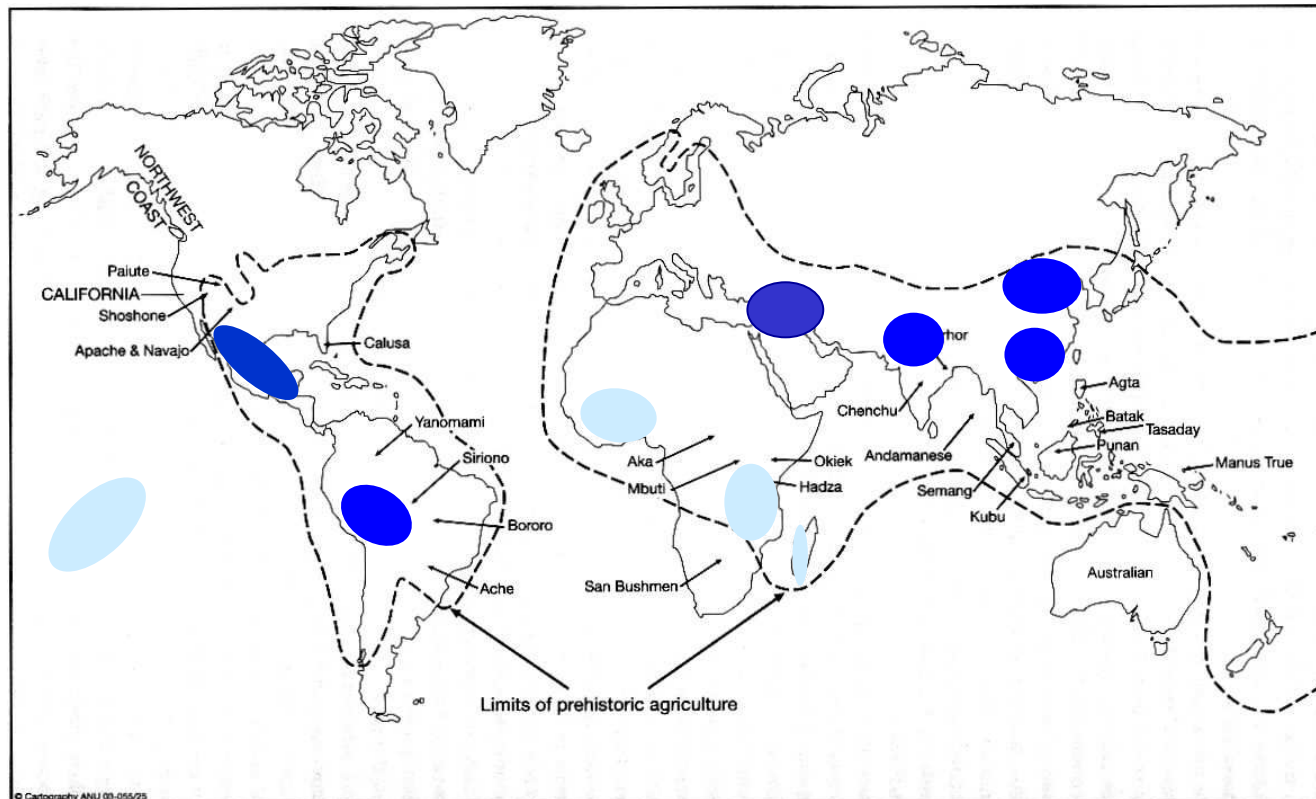 NORTHWEST
COAST
Paiute
CALIFORNIA
Shoshone
Apache & Navajo
Calusa
Yanomami
Siriono
Bororo
Ache
Aka
Mbuti
Okiek
Hadza
San Bushmen
hor
Chenchu
Andamanese
Semang
Kubu
Agta
Batak
Tasaday
Punan
Manus True
Australian
Limits of prehistoric agriculture
© Cartography ANU 03-055/25